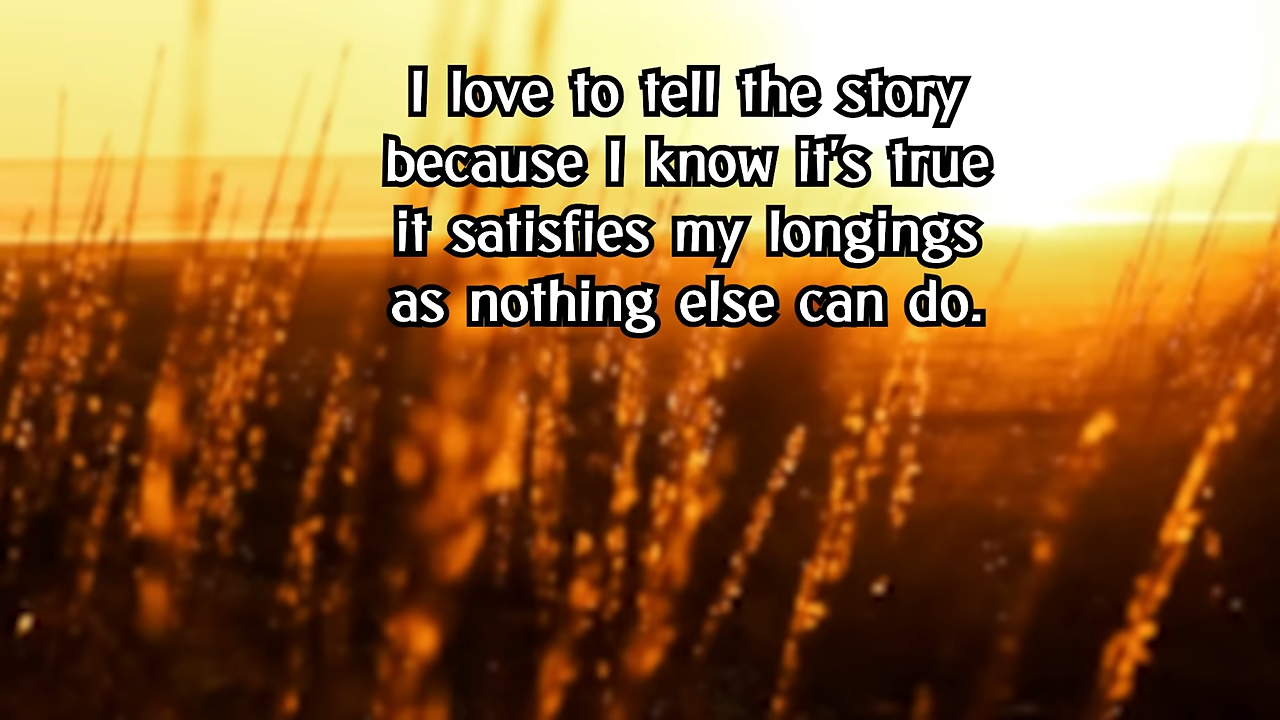 I love to tell the story
because I know it's true
it satisfies my longings
as nothing else can do.